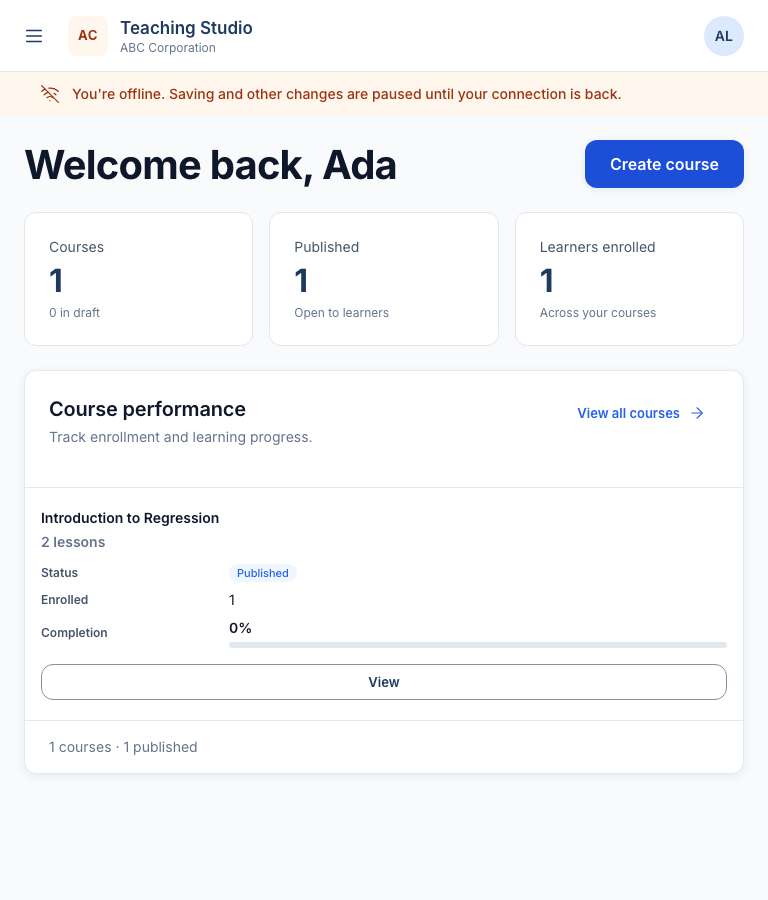 AC
Teaching Studio
ABC Corporation
AL
You're offline. Saving and other changes are paused until your connection is back.
Welcome back, Ada
Create course
Courses
1
0 in draft
Published
1
Open to learners
Learners enrolled
1
Across your courses
Course performance
Track enrollment and learning progress.
View all courses
Introduction to Regression
2 lessons
Status
Published
Enrolled
1
Completion
0%
View
1 courses · 1 published